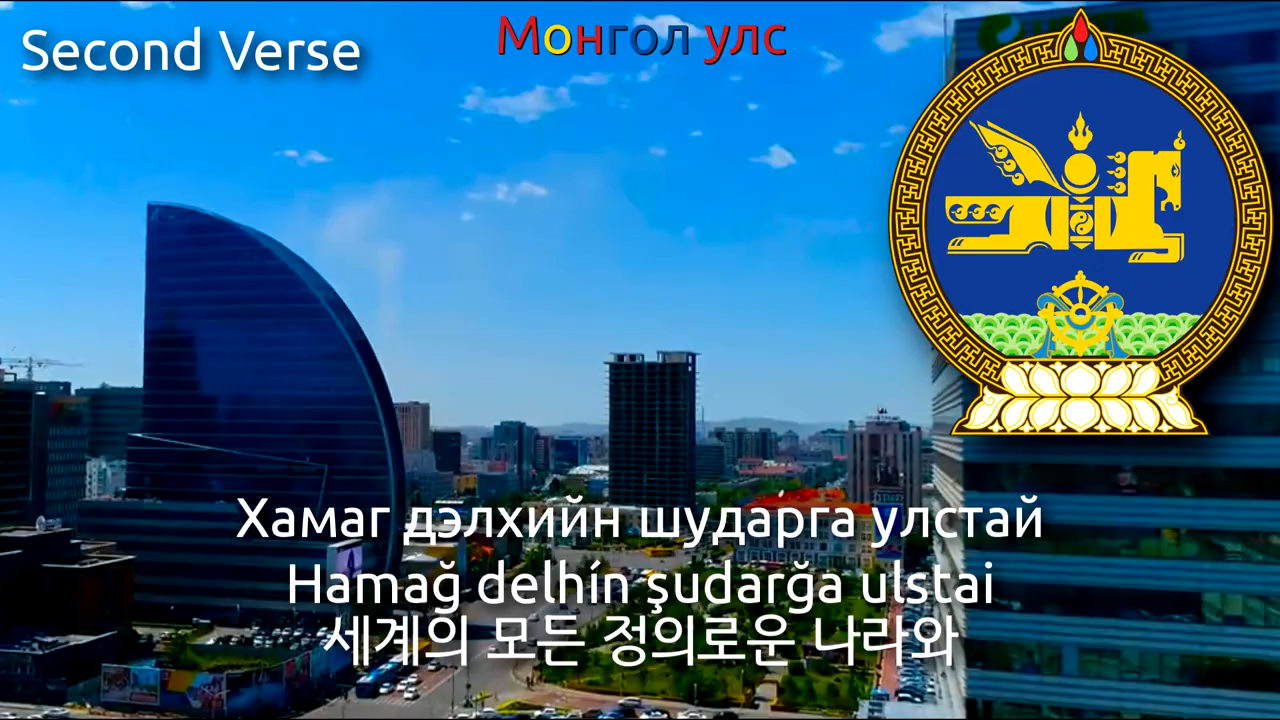 Second Verse
Монгол улс
Хамаг дэлхийн шударга улстай
Hamağ delhín şudarğa ulstai
세계의 모든 정의로운 나라와